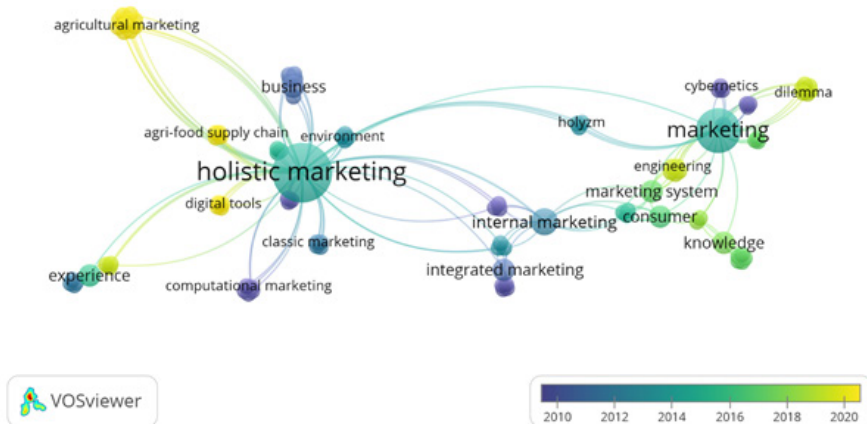 agricultural marketing
business
cybernetics
dilemma
agri-food supply chain
environment
holyzm
marketing
holistic marketing
engineering
marketing system
digital tools
internal marketing
consumer
classic marketing
knowledge
experience
integrated marketing
computational marketing
VOSviewer
2010 2012 2014 2016 2018 2020